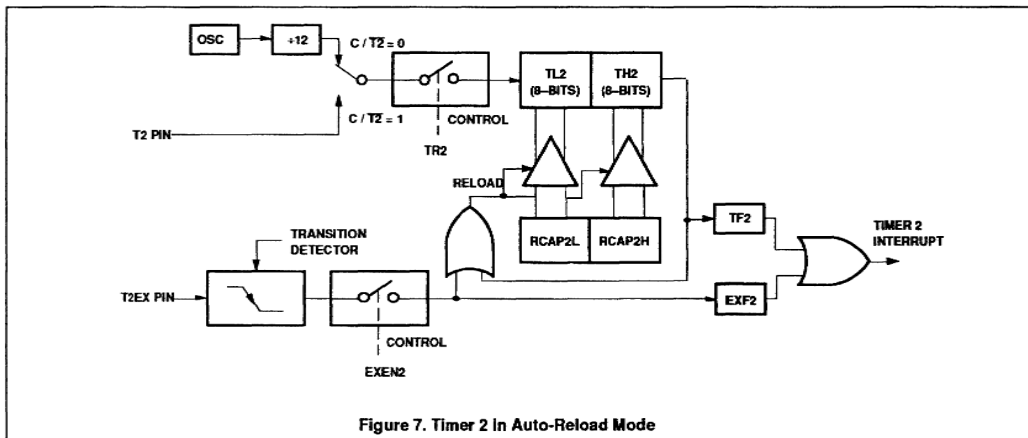 OSC
÷12
C / T2̅ = 0
TL2
(8–BITS)
TH2
(8–BITS)
C / T2̅ = 1
T2 PIN
CONTROL
TR2
RELOAD
RCAP2L
RCAP2H
TF2
TIMER 2
INTERRUPT
TRANSITION
DETECTOR
T2EX PIN
EXF2
CONTROL
EXEN2
Figure 7. Timer 2 In Auto-Reload Mode